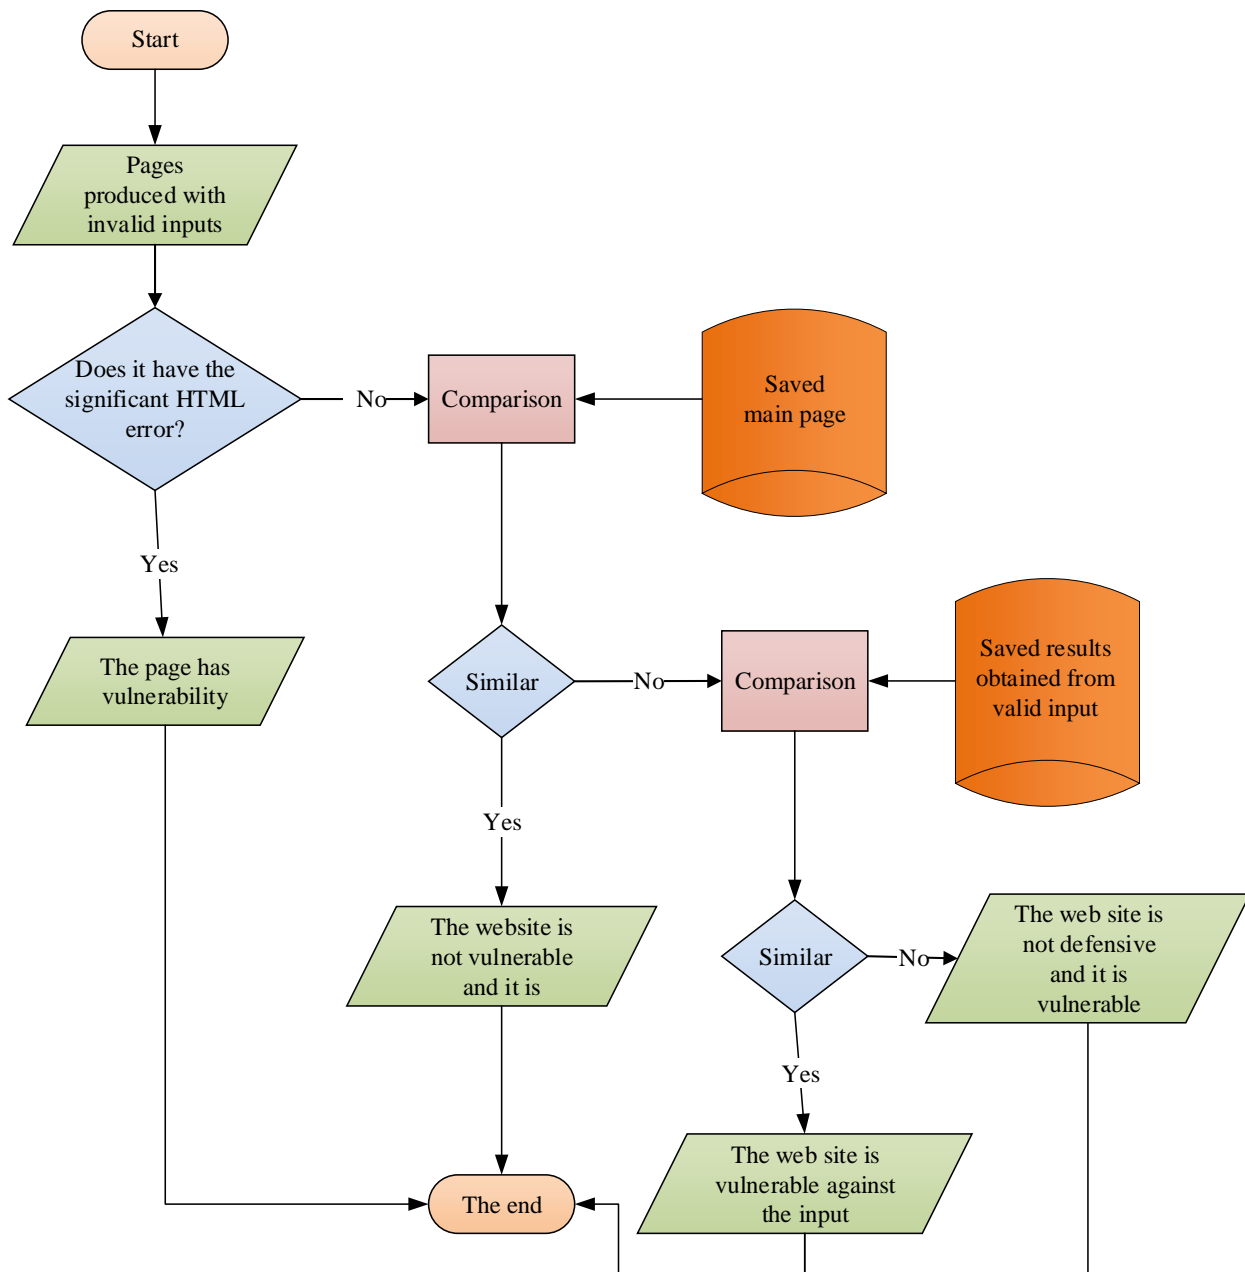 Start
Pages
produced with
invalid inputs
Does it have the
significant HTML
error?
No
Comparison
Saved
main page
Yes
The page has
vulnerability
Similar
No
Comparison
Saved results
obtained from
valid input
Yes
The website is
not vulnerable
and it is
Similar
No
The web site is
not defensive
and it is
vulnerable
Yes
The web site is
vulnerable against
the input
The end